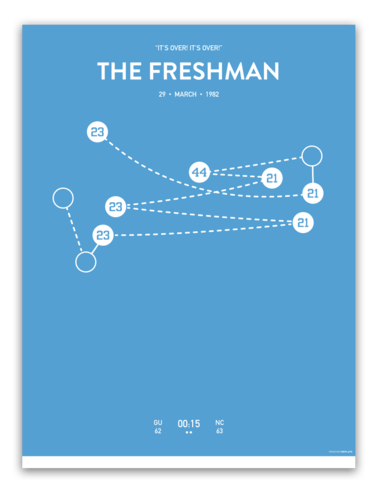 "IT'S OVER! IT'S OVER!"
THE FRESHMAN
29 • MARCH • 1982
23
44
21
21
23
21
23
GU 00:15 NC
62 •• 63